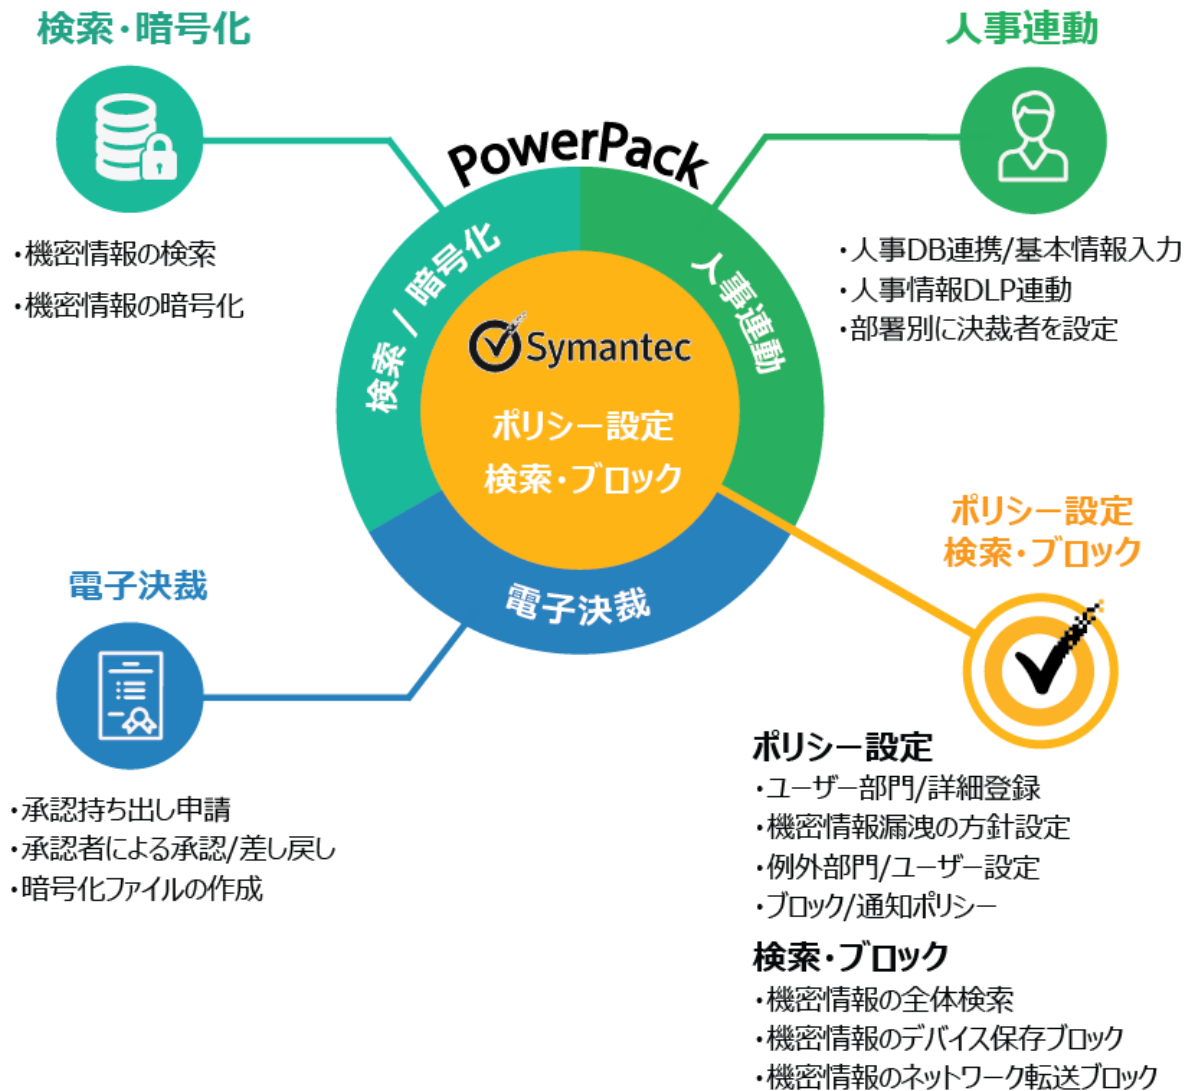 検索・暗号化
・機密情報の検索
・機密情報の暗号化
人事連動
・人事DB連携/基本情報入力
・人事情報DLP連動
・部署別に決裁者を設定
PowerPack
検索 / 暗号化
人事連動
電子決裁
Symantec
ポリシー設定
検索・ブロック
電子決裁
・承認持ち出し申請
・承認者による承認/差し戻し
・暗号化ファイルの作成
ポリシー設定
検索・ブロック
ポリシー設定
・ユーザー部門/詳細登録
・機密情報漏洩の方針設定
・例外部門/ユーザー設定
・ブロック/通知ポリシー
検索・ブロック
・機密情報の全体検索
・機密情報のデバイス保存ブロック
・機密情報のネットワーク転送ブロック